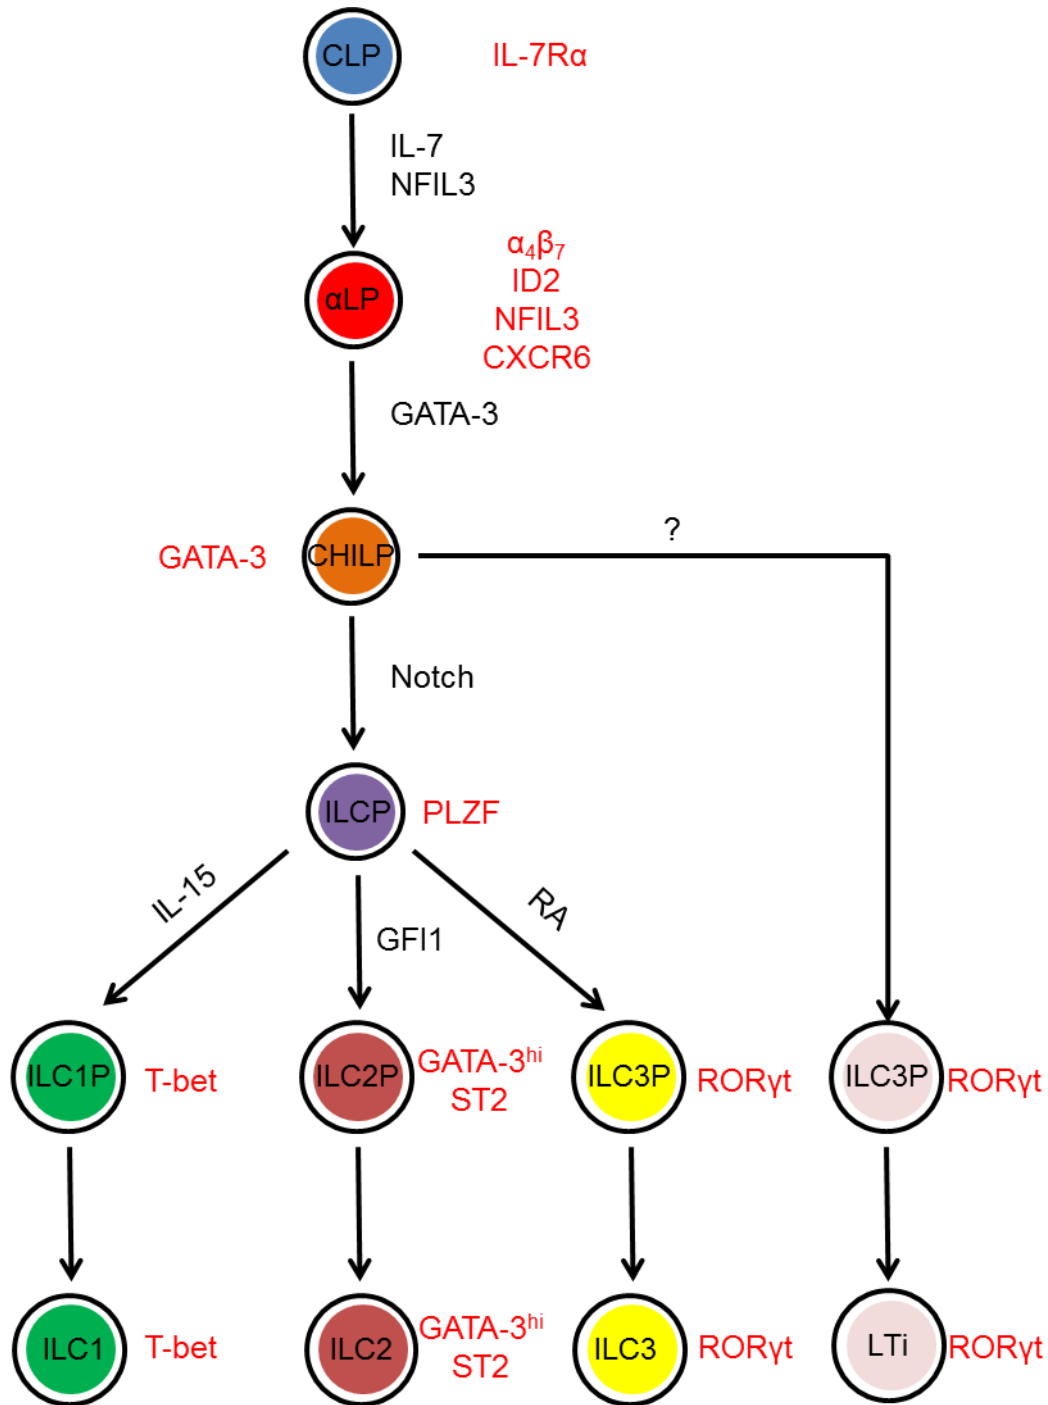 CLP
IL-7Rα
IL-7
NFIL3
α₄β₇
αLP
ID2
NFIL3
CXCR6
GATA-3
?
GATA-3
CHILP
Notch
ILCP
PLZF
IL-15
RA
GFI1
ILC1P
T-bet
ILC2P
GATA-3ʰⁱ
ST2
ILC3P
RORγt
ILC3P
RORγt
ILC1
T-bet
ILC2
GATA-3ʰⁱ
ST2
ILC3
RORγt
LTi
RORγt